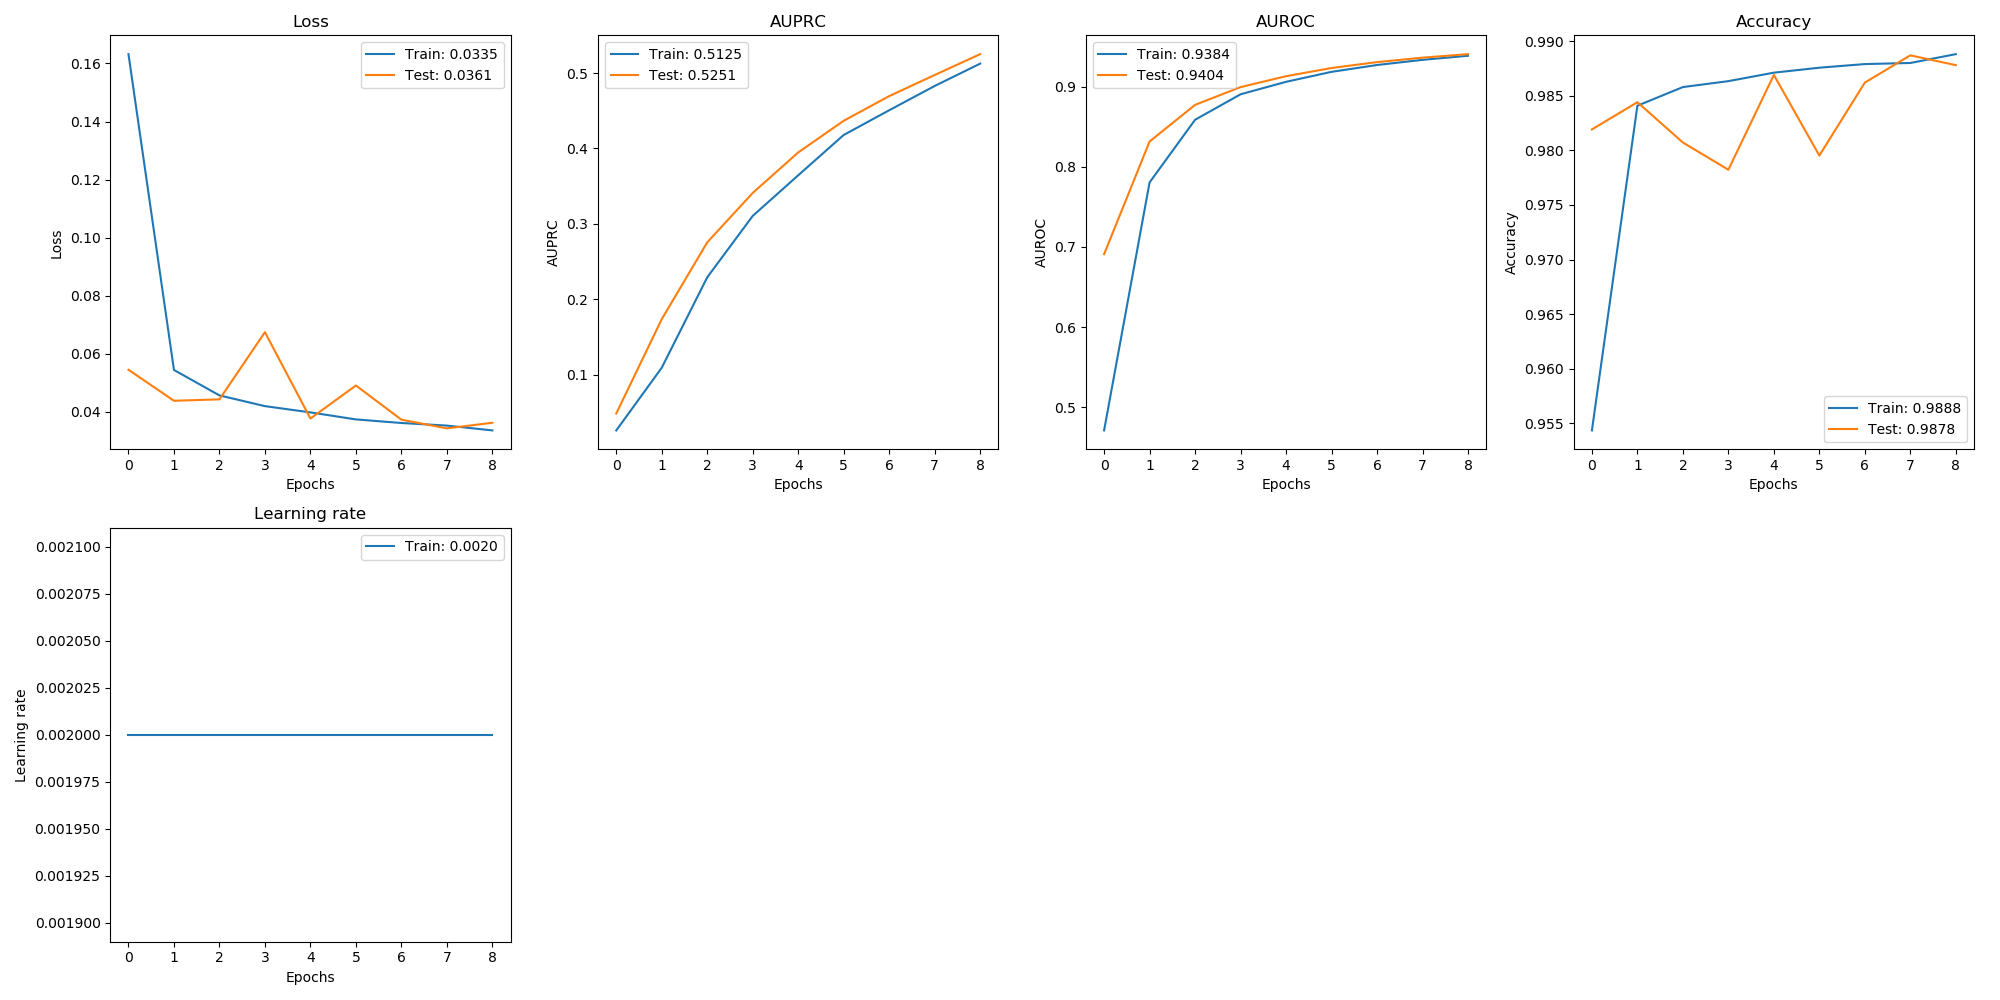 Loss
Train: 0.0335
Test: 0.0361
0.16
0.14
0.12
0.10
0.08
0.06
0.04
Loss
0 1 2 3 4 5 6 7 8
Epochs
AUPRC
Train: 0.5125
Test: 0.5251
0.5
0.4
0.3
0.2
0.1
AUPRC
0 1 2 3 4 5 6 7 8
Epochs
AUROC
Train: 0.9384
Test: 0.9404
0.9
0.8
0.7
0.6
0.5
AUROC
0 1 2 3 4 5 6 7 8
Epochs
Accuracy
0.990
0.985
0.980
0.975
0.970
0.965
0.960
0.955
Accuracy
Train: 0.9888
Test: 0.9878
0 1 2 3 4 5 6 7 8
Epochs
Learning rate
Train: 0.0020
0.002100
0.002075
0.002050
0.002025
0.002000
0.001975
0.001950
0.001925
0.001900
Learning rate
0 1 2 3 4 5 6 7 8
Epochs